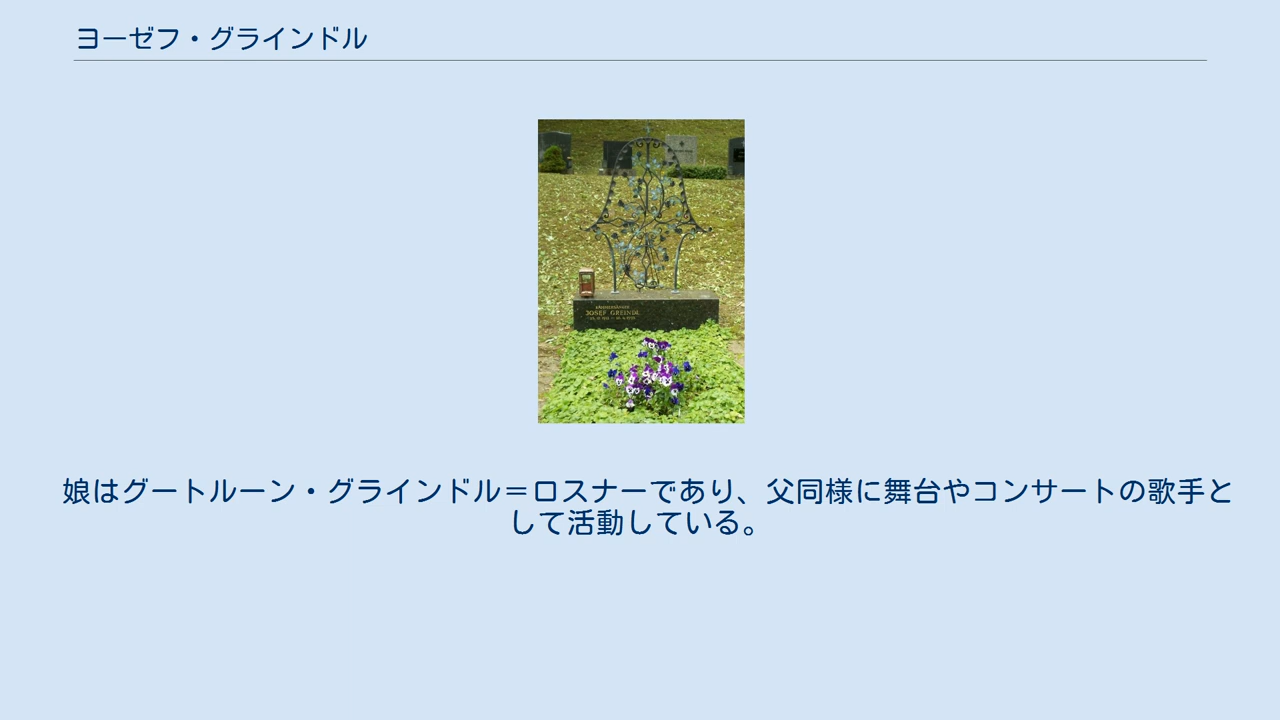 ヨーゼフ・グラインドル
JOSEF GREINDL
娘はグートルーン・グラインドル＝ロスナーであり、父同様に舞台やコンサートの歌手と
して活動している。